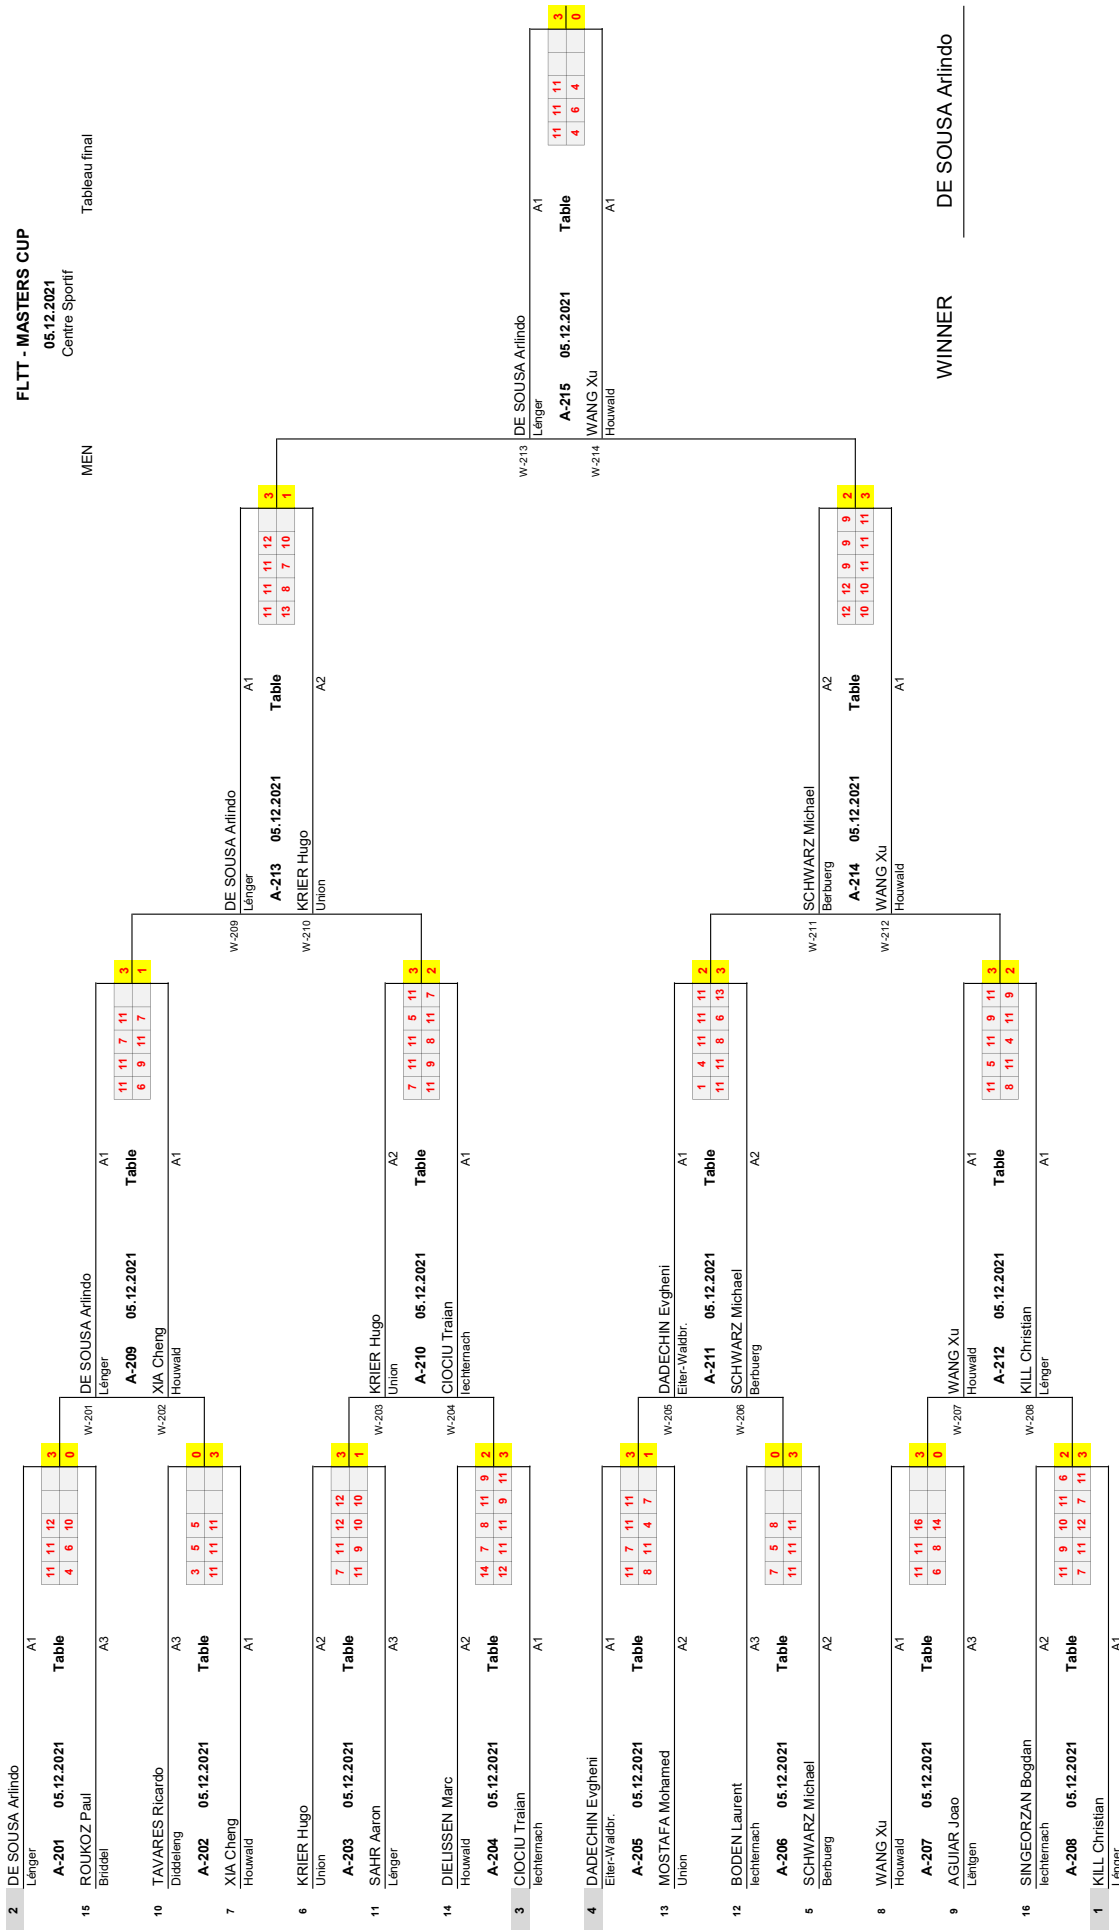 FLTT - MASTERS CUP
05.12.2021
Centre Sportif
MEN Tableau final
2 DE SOUSA Arlindo
Lénger A1
11 11 12 3
A-201 05.12.2021 Table
4 6 10 0
15 ROUKOZ Paul
Briddel A3
10 TAVARES Ricardo
Diddeleng A3
3 5 5 0
A-202 05.12.2021 Table
11 11 11 3
7 XIA Cheng
Houwald A1
6 KRIER Hugo
Union A2
7 11 12 12 3
A-203 05.12.2021 Table
11 9 10 10 1
11 SAHR Aaron
Lénger A3
14 DIELISSEN Marc
Houwald A2
14 7 8 11 9 2
A-204 05.12.2021 Table
12 11 11 9 11 3
3 CIOCIU Traian
Iechternach A1
4 DADECHIN Evgheni
Eiter-Waldbr. A1
11 7 11 11 3
A-205 05.12.2021 Table
8 11 4 7 1
13 MOSTAFA Mohamed
Union A2
12 BODEN Laurent
Iechternach A3
7 5 8 0
A-206 05.12.2021 Table
11 11 11 3
5 SCHWARZ Michael
Berbuerg A2
8 WANG Xu
Houwald A1
11 11 16 3
A-207 05.12.2021 Table
6 8 14 0
9 AGUIAR Joao
Lëntgen A3
16 SINGEORZAN Bogdan
Iechternach A2
11 9 10 11 6 2
A-208 05.12.2021 Table
7 11 12 7 11 3
1 KILL Christian
Lénger A1
W-201 DE SOUSA Arlindo
Lénger A1
11 11 7 11 3
A-209 05.12.2021 Table
6 9 11 7 1
W-202 XIA Cheng
Houwald A1
W-203 KRIER Hugo
Union A2
7 11 11 5 11 3
A-210 05.12.2021 Table
11 9 8 11 7 2
W-204 CIOCIU Traian
Iechternach A1
W-205 DADECHIN Evgheni
Eiter-Waldbr. A1
1 4 11 11 11 2
A-211 05.12.2021 Table
11 11 8 6 13 3
W-206 SCHWARZ Michael
Berbuerg A2
W-207 WANG Xu
Houwald A1
11 5 11 9 11 3
A-212 05.12.2021 Table
8 11 4 11 9 2
W-208 KILL Christian
Lénger A1
W-209 DE SOUSA Arlindo
Lénger A1
11 11 11 12 3
A-213 05.12.2021 Table
13 8 7 10 1
W-210 KRIER Hugo
Union A2
W-211 SCHWARZ Michael
Berbuerg A2
12 12 9 9 9 2
A-214 05.12.2021 Table
10 10 11 11 11 3
W-212 WANG Xu
Houwald A1
W-213 DE SOUSA Arlindo
Lénger A1
11 11 11 3
A-215 05.12.2021 Table
4 6 4 0
W-214 WANG Xu
Houwald A1
WINNER DE SOUSA Arlindo